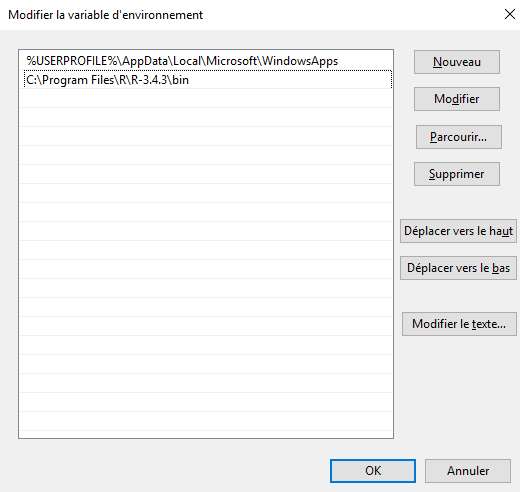 Modifier la variable d'environnement
%USERPROFILE%\AppData\Local\Microsoft\WindowsApps
C:\Program Files\R\R-3.4.3\bin
Nouveau
Modifier
Parcourir...
Supprimer
Déplacer vers le haut
Déplacer vers le bas
Modifier le texte...
OK
Annuler